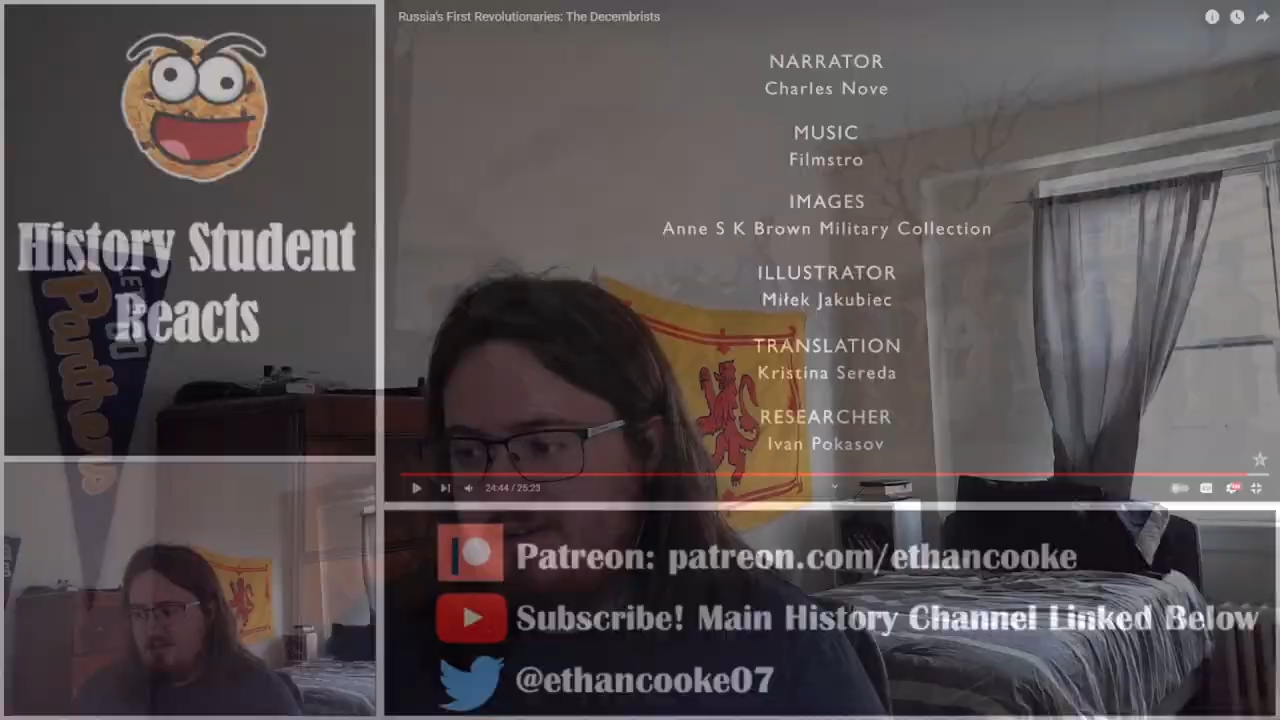 Russia's First Revolutionaries: The Decembrists
NARRATOR
Charles Nove
MUSIC
Filmstro
IMAGES
Anne S K Brown Military Collection
ILLUSTRATOR
Miłek Jakubiec
TRANSLATION
Kristina Sereda
RESEARCHER
Ivan Pokasov
24:44 / 25:23
History Student
Reacts
Panthers
Patreon: patreon.com/ethancooke
Subscribe! Main History Channel Linked Below
@ethancooke07